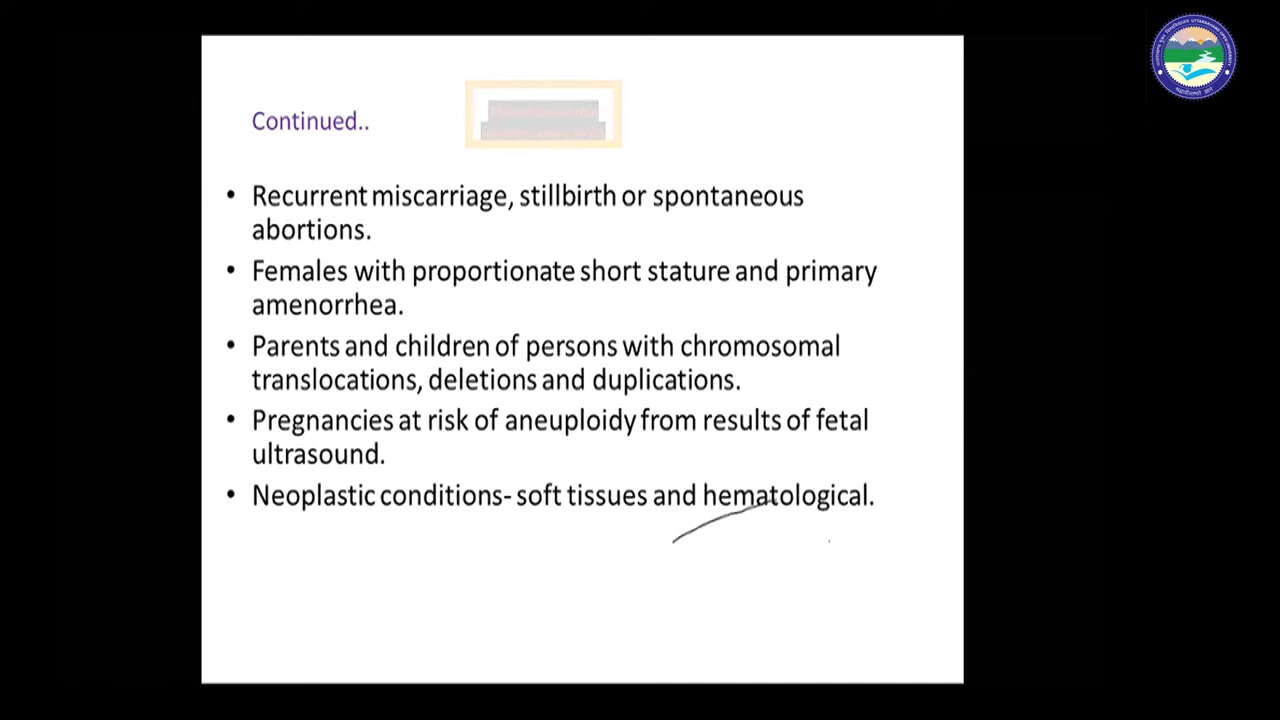 Continued..
• Recurrent miscarriage, stillbirth or spontaneous
abortions.
• Females with proportionate short stature and primary
amenorrhea.
• Parents and children of persons with chromosomal
translocations, deletions and duplications.
• Pregnancies at risk of aneuploidy from results of fetal
ultrasound.
• Neoplastic conditions- soft tissues and hematological.